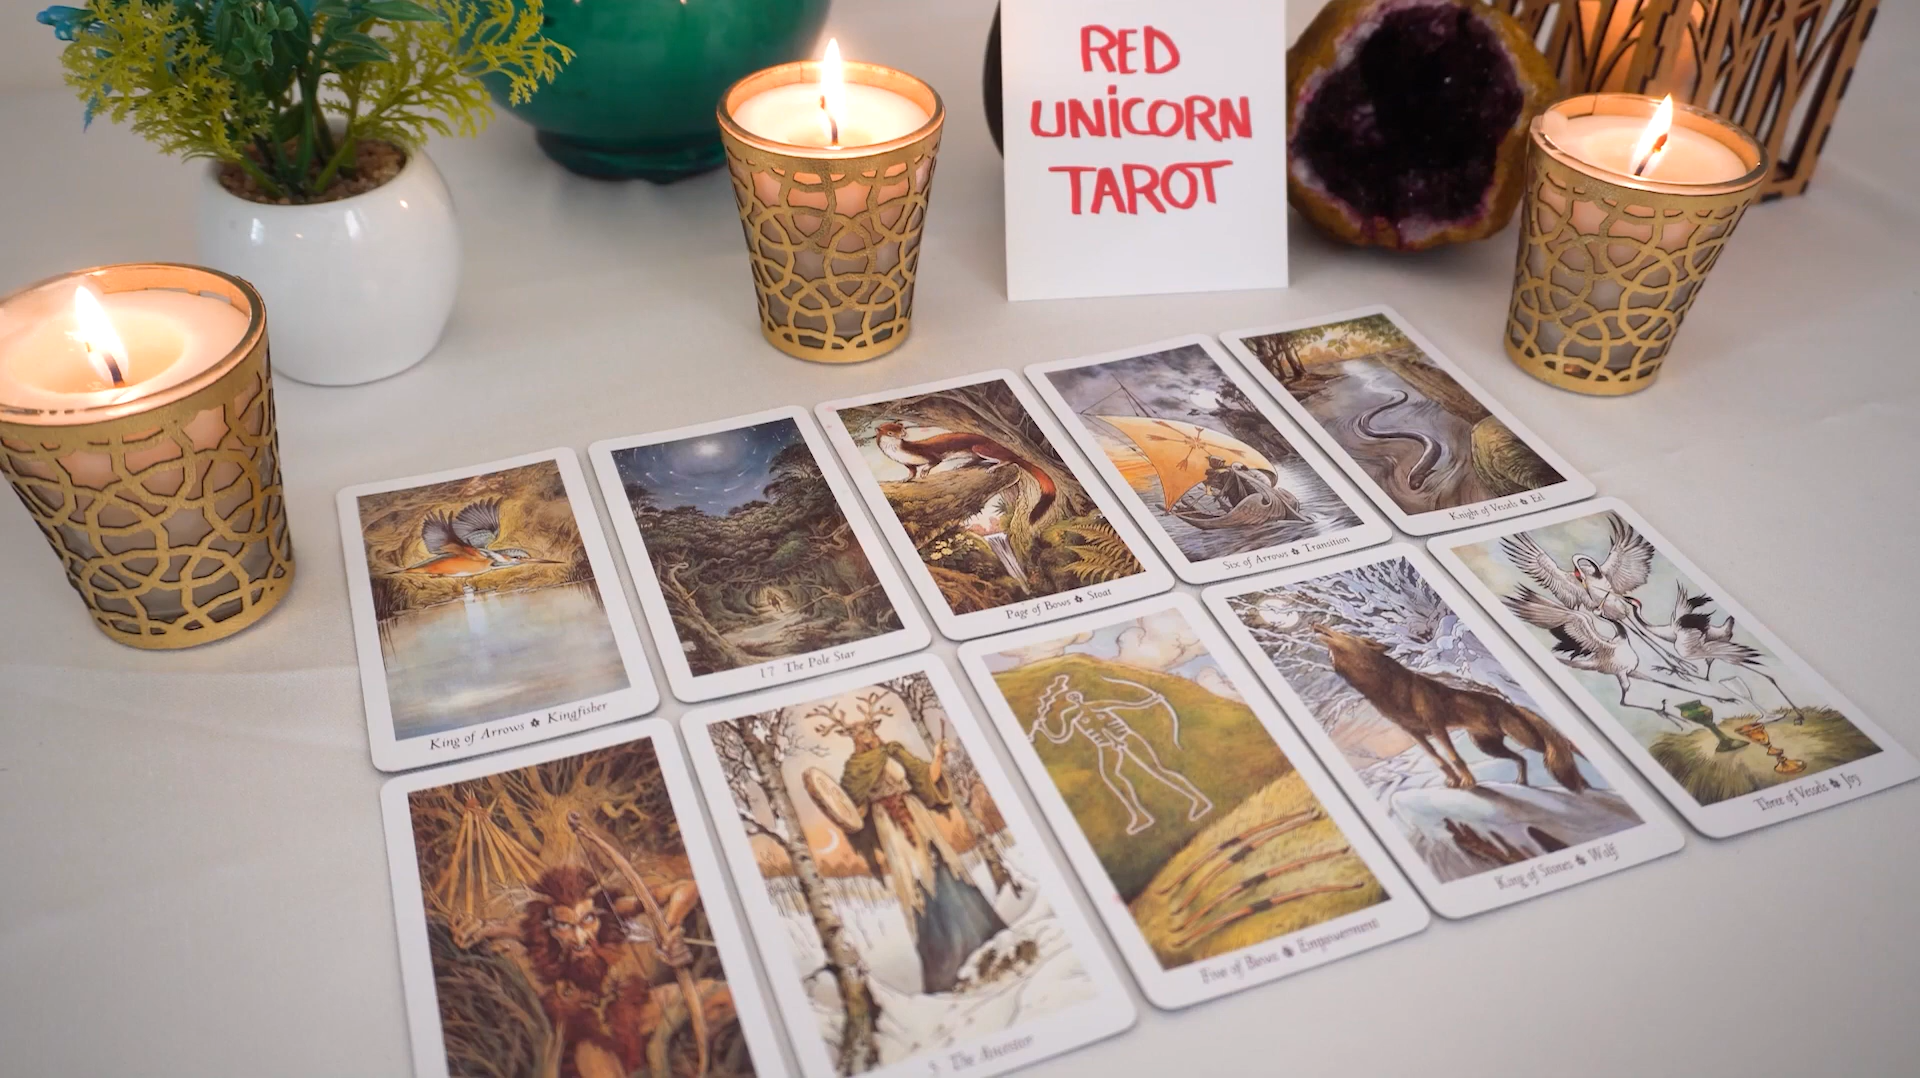 RED
UNiCORN
TAROT
King of Arrows Kingfisher
17 The Pole Star
Page of Bows Stoat
Six of Arrows Transition
Knight of Vessels Eel
The Ancestor
Five of Bows Empowerment
King of Stones Wolf
Three of Vessels Joy